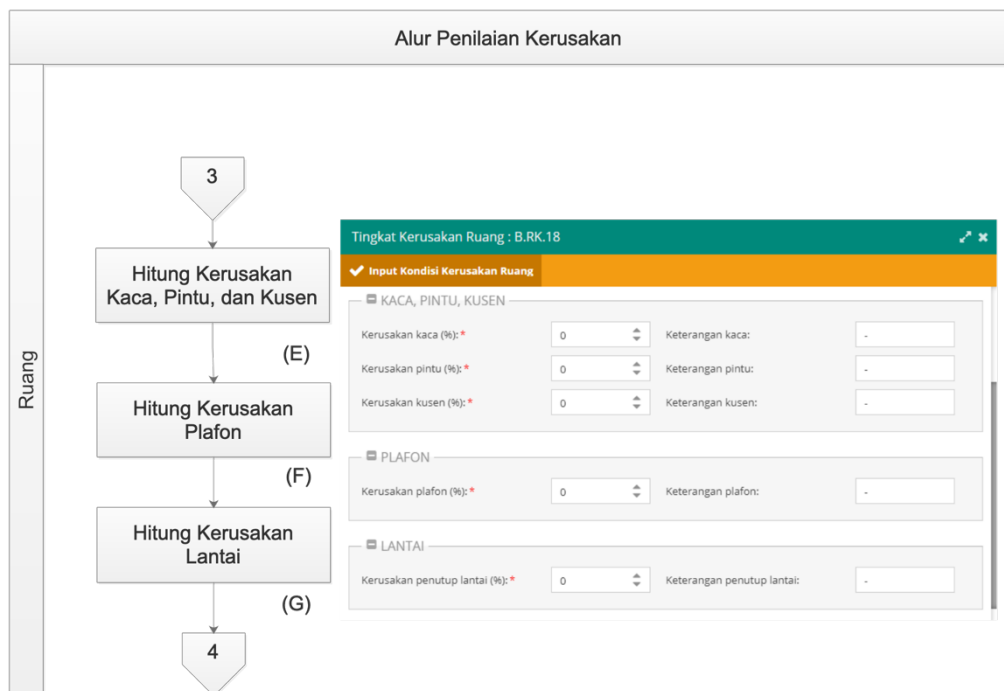 Alur Penilaian Kerusakan
Ruang
3
Hitung Kerusakan
Kaca, Pintu, dan Kusen
(E)
Hitung Kerusakan
Plafon
(F)
Hitung Kerusakan
Lantai
(G)
4
Tingkat Kerusakan Ruang : B.RK.18
Input Kondisi Kerusakan Ruang
KACA, PINTU, KUSEN
Kerusakan kaca (%):* 0 Keterangan kaca: -
Kerusakan pintu (%):* 0 Keterangan pintu: -
Kerusakan kusen (%):* 0 Keterangan kusen: -
PLAFON
Kerusakan plafon (%):* 0 Keterangan plafon: -
LANTAI
Kerusakan penutup lantai (%):* 0 Keterangan penutup lantai: -